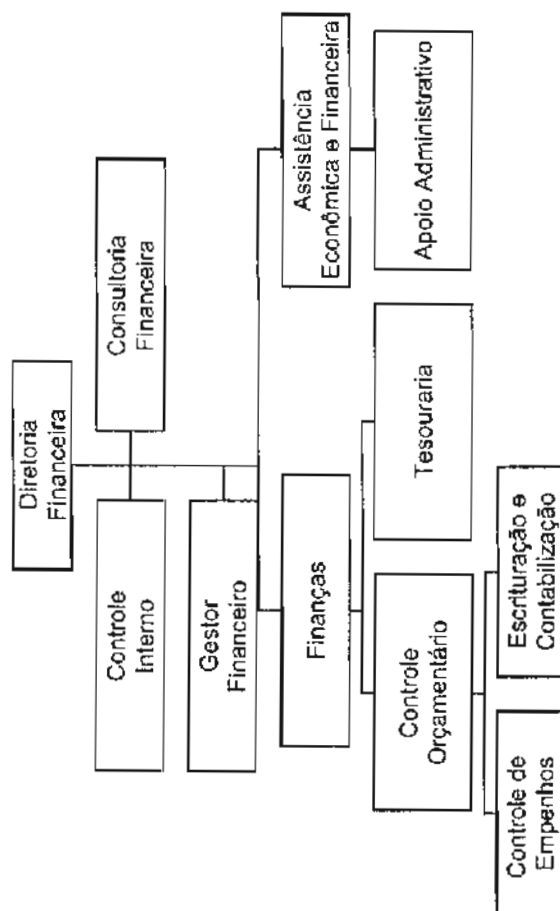 Diretoria
Financeira
Controle
Interno
Consultoria
Financeira
Gestor
Financeiro
Finanças
Assistência
Econômica e Financeira
Controle
Orçamentário
Tesouraria
Apoio Administrativo
Controle de
Empenhos
Escrituração e
Contabilização